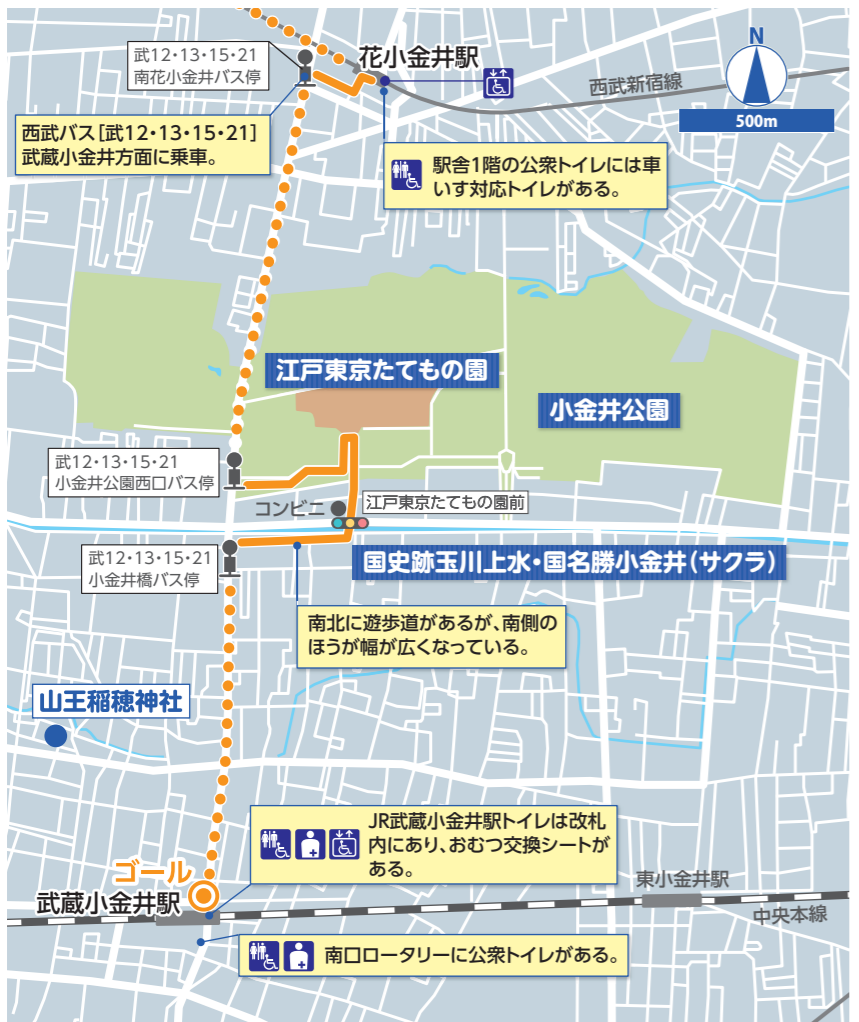 花小金井駅
N
武12・13・15・21
南花小金井バス停
西武新宿線
500m
西武バス［武12・13・15・21］
武蔵小金井方面に乗車。
駅舎1階の公衆トイレには車
いす対応トイレがある。
江戸東京たてもの園
小金井公園
武12・13・15・21
小金井公園西口バス停
コンビニ
江戸東京たてもの園前
武12・13・15・21
小金井橋バス停
国史跡玉川上水・国名勝小金井（サクラ）
南北に遊歩道があるが、南側の
ほうが幅が広くなっている。
山王稲穂神社
JR武蔵小金井駅トイレは改札
内にあり、おむつ交換シートが
ある。
ゴール
武蔵小金井駅
東小金井駅
中央本線
南口ロータリーに公衆トイレがある。